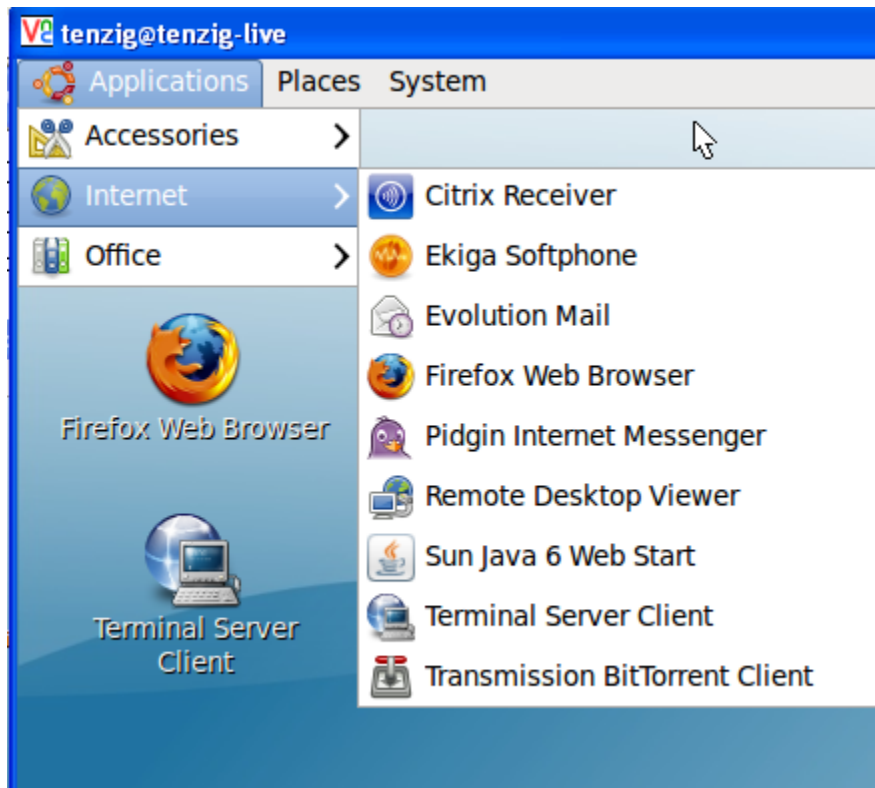 tenzig@tenzig-live
Applications Places System
Accessories
Internet
Office
Citrix Receiver
Ekiga Softphone
Evolution Mail
Firefox Web Browser
Pidgin Internet Messenger
Remote Desktop Viewer
Sun Java 6 Web Start
Terminal Server Client
Transmission BitTorrent Client
Firefox Web Browser
Terminal Server
Client